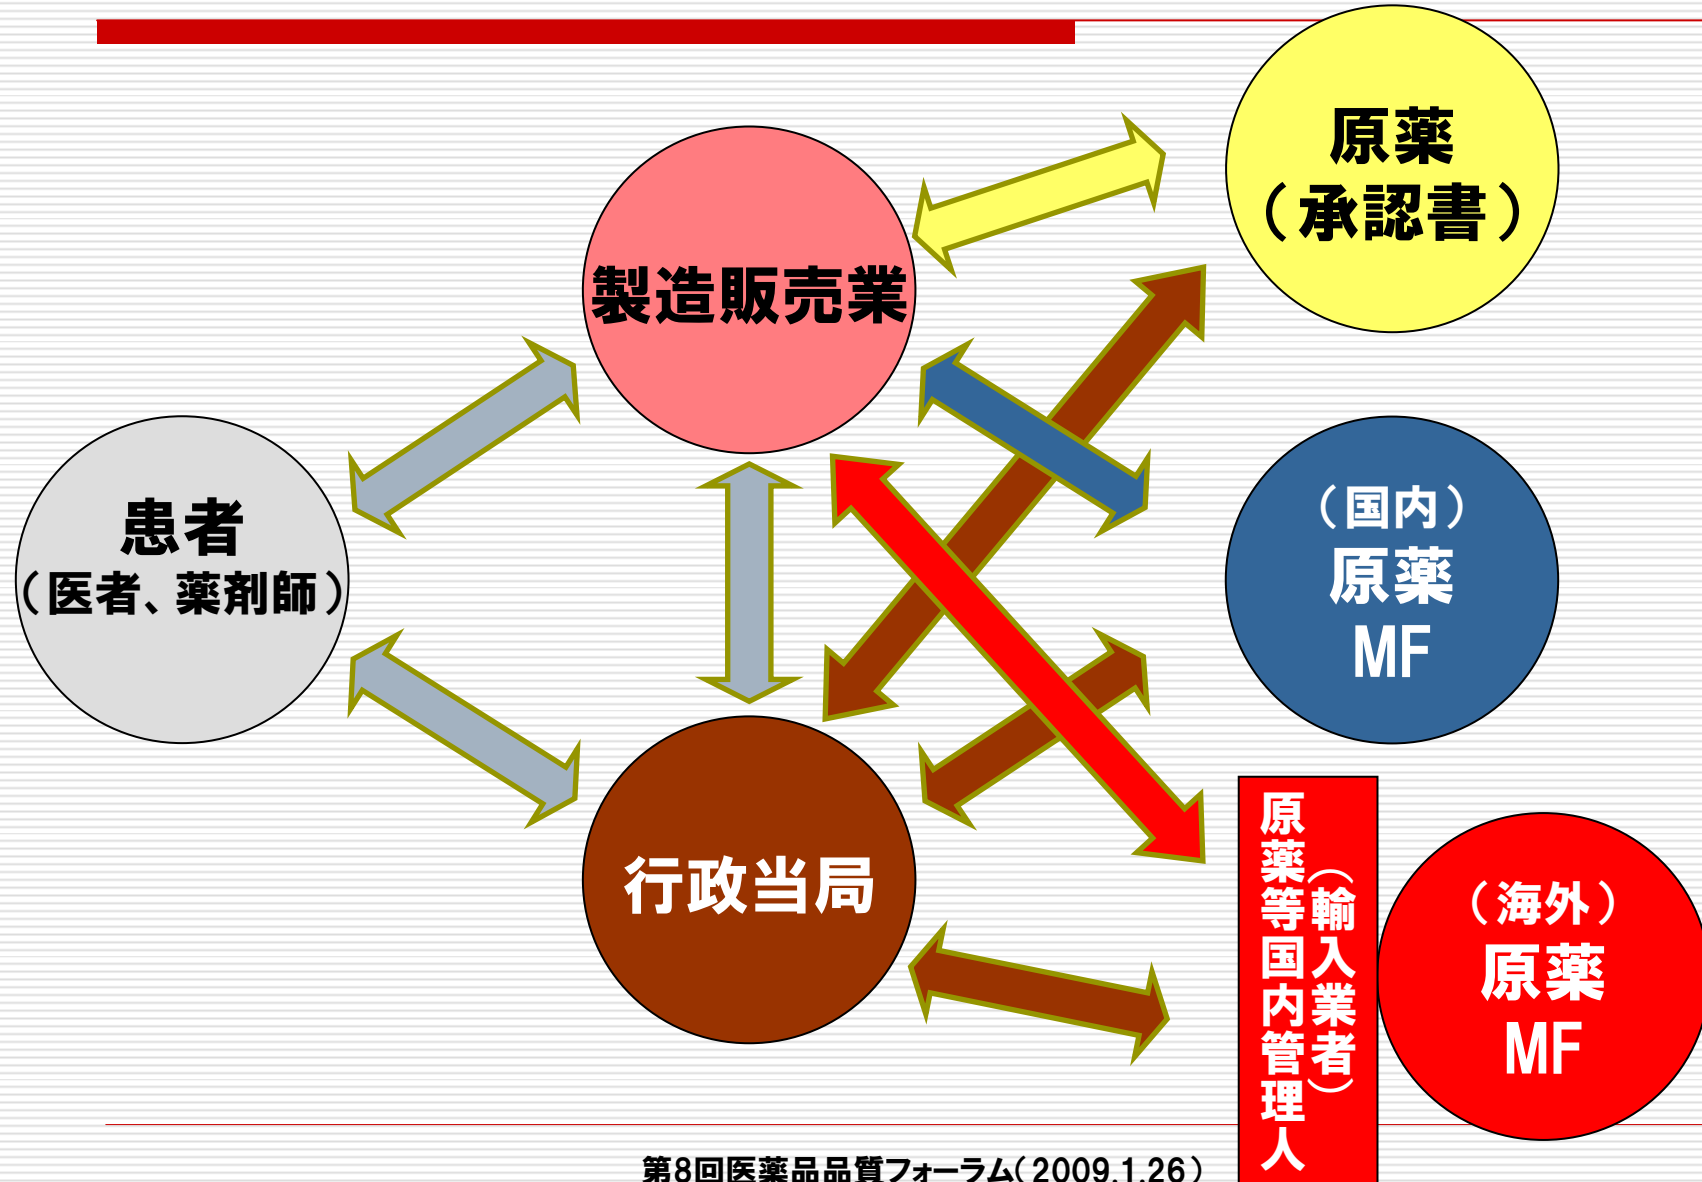 原薬
（承認書）
製造販売業
患者
（医者、薬剤師）
（国内）
原薬
MF
行政当局
（輸入業者）
原薬等国内管理人
（海外）
原薬
MF
第8回医薬品品質フォーラム（2009.1.26）